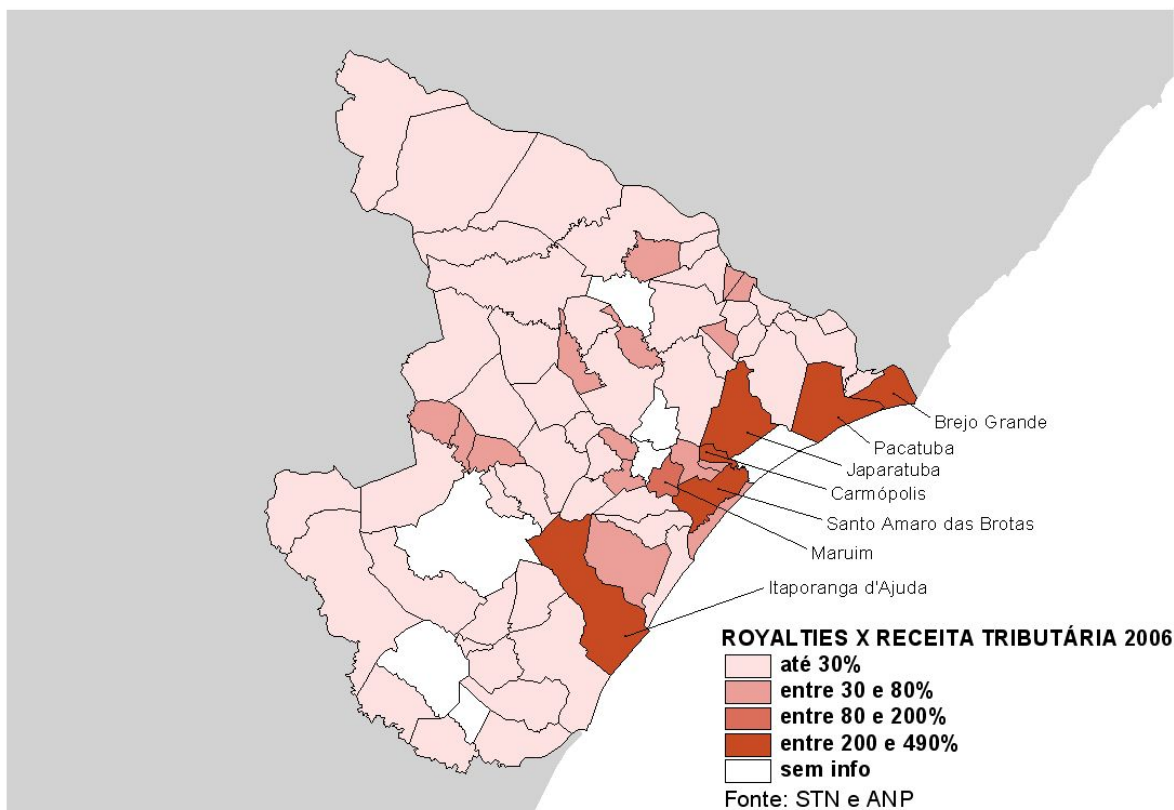 Brejo Grande
Pacatuba
Japaratuba
Carmópolis
Santo Amaro das Brotas
Maruim
Itaporanga d'Ajuda
ROYALTIES X RECEITA TRIBUTÁRIA 2006
até 30%
entre 30 e 80%
entre 80 e 200%
entre 200 e 490%
sem info
Fonte: STN e ANP